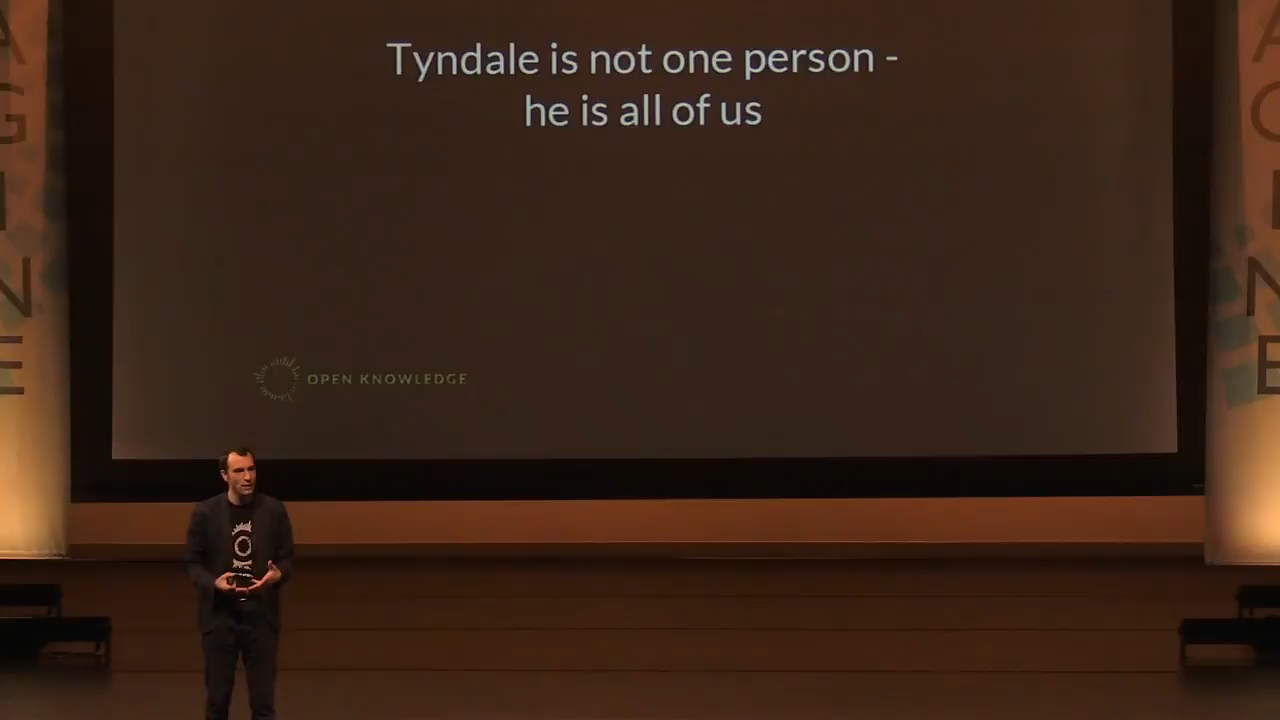 Tyndale is not one person -
he is all of us
OPEN KNOWLEDGE
A
G
I
N
E
A
G
E
N
E